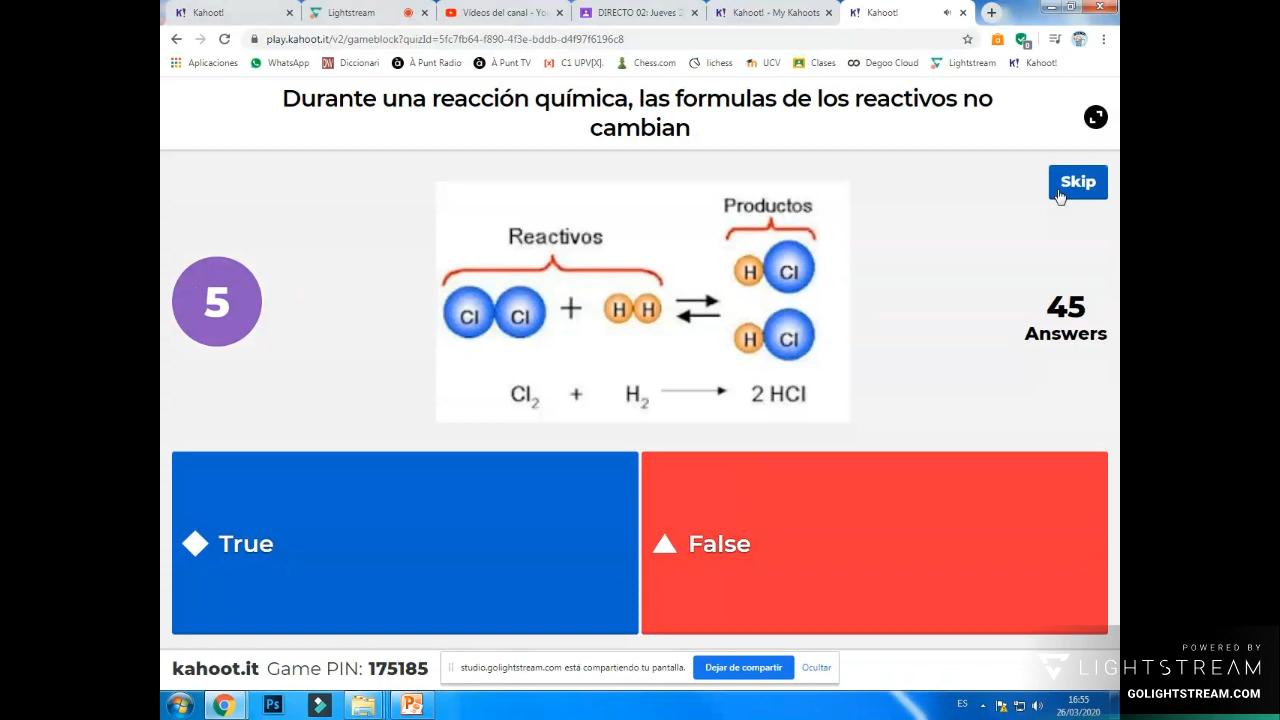 Kahoot!
Lightstream
Vídeos del canal - Yo
DIRECTO 02: Jueves 2
Kahoot! - My Kahoots
Kahoot!
play.kahoot.it/v2/gameblock?quizId=5fc7fb64-f890-4f3e-bddb-d4f97f6196c8
Aplicaciones WhatsApp Diccionari À Punt Radio À Punt TV C1 UPV[X]. Chess.com lichess UCV Clases Degoo Cloud Lightstream Kahoot!
Durante una reacción química, las formulas de los reactivos no
cambian
Skip
Productos
Reactivos
H Cl
5
Cl Cl + H H
45
Answers
H Cl
Cl2 + H2 2 HCl
True
False
kahoot.it Game PIN: 175185
studio.golightstream.com está compartiendo tu pantalla. Dejar de compartir Ocultar
POWERED BY
LIGHTSTREAM
GOLIGHTSTREAM.COM
Ps
ES
16:55
26/03/2020